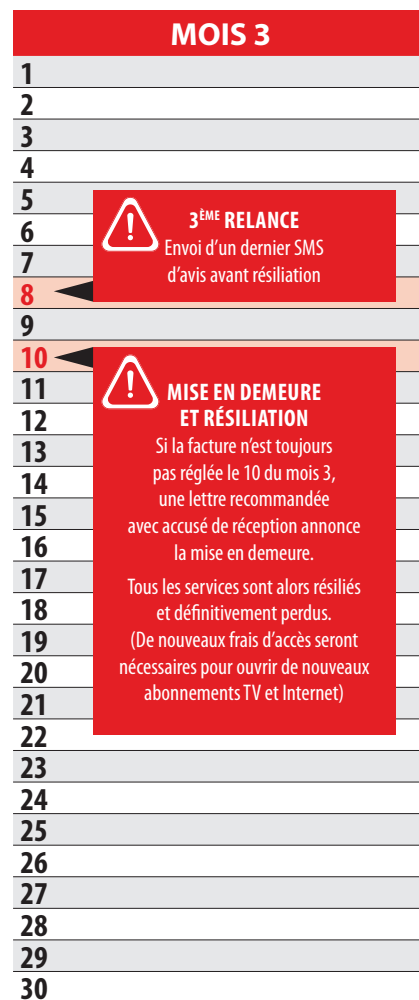 MOIS 3
1
2
3
4
5
6
7
8
3ÈME RELANCE
Envoi d'un dernier SMS
d'avis avant résiliation
9
10
11
12
13
14
15
16
17
18
19
20
21
22
MISE EN DEMEURE
ET RÉSILIATION
Si la facture n'est toujours
pas réglée le 10 du mois 3,
une lettre recommandée
avec accusé de réception annonce
la mise en demeure.
Tous les services sont alors résiliés
et définitivement perdus.
(De nouveaux frais d'accès seront
nécessaires pour ouvrir de nouveaux
abonnements TV et Internet)
23
24
25
26
27
28
29
30